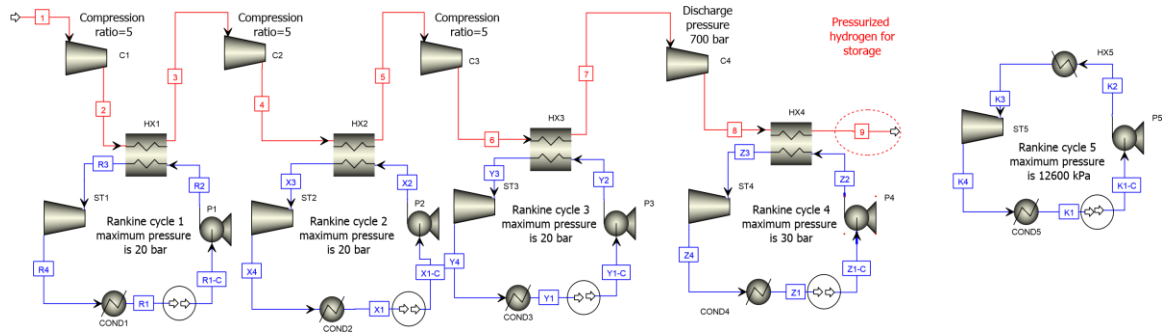 1
Compression
ratio=5
C1
2
3
HX1
R3
R2
ST1
P1
Rankine cycle 1
maximum pressure
is 20 bar
R4
R1-C
R1
COND1
Compression
ratio=5
C2
4
5
HX2
X3
X2
ST2
P2
Rankine cycle 2
maximum pressure
is 20 bar
X4
X1-C
X1
COND2
Compression
ratio=5
C3
6
7
HX3
Y3
Y2
ST3
P3
Rankine cycle 3
maximum pressure
is 20 bar
Y4
Y1-C
Y1
COND3
Discharge
pressure
700 bar
C4
8
HX4
9
Pressurized
hydrogen for
storage
Z3
Z2
ST4
P4
Rankine cycle 4
maximum pressure
is 30 bar
Z4
Z1-C
Z1
COND4
HX5
K3
K2
ST5
P5
Rankine cycle 5
maximum pressure
is 12600 kPa
K4
K1-C
K1
COND5